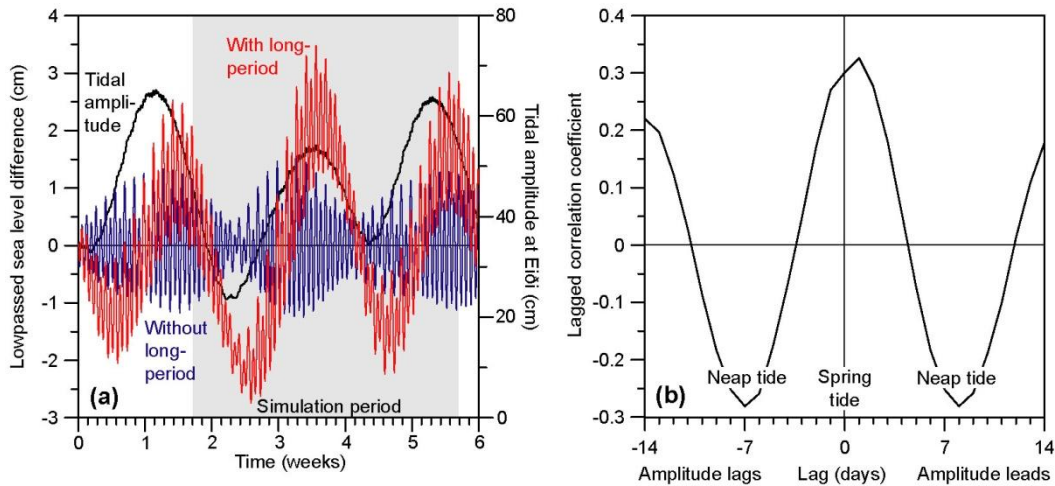 4
3
2
1
0
-1
-2
-3
Lowpassed sea level difference (cm)
80
60
40
20
0
Tidal amplitude at Eiði (cm)
With long-
period
Tidal
ampli-
tude
Without
long-
period
(a)
Simulation period
0 1 2 3 4 5 6
Time (weeks)
0.4
0.3
0.2
0.1
0
-0.1
-0.2
-0.3
Lagged correlation coefficient
Neap tide
Spring
tide
Neap tide
(b)
-14 -7 0 7 14
Amplitude lags Lag (days) Amplitude leads